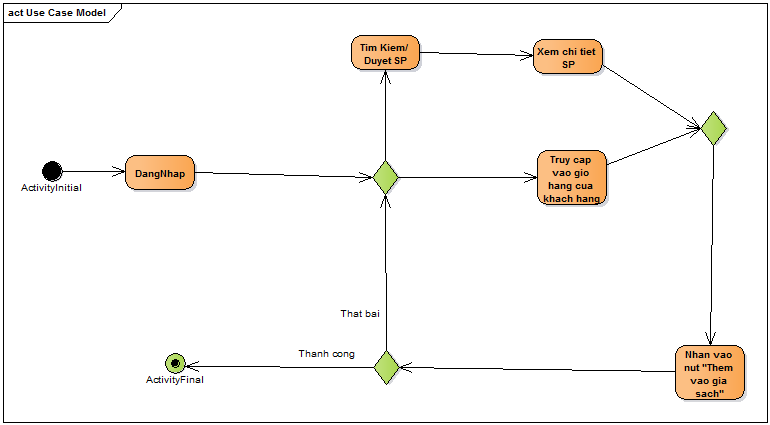 act Use Case Model
Tim Kiem/
Duyet SP
Xem chi tiet
SP
ActivityInitial
DangNhap
Truy cap
vao gio
hang cua
khach hang
That bai
Thanh cong
ActivityFinal
Nhan vao
nut "Them
vao gia
sach"